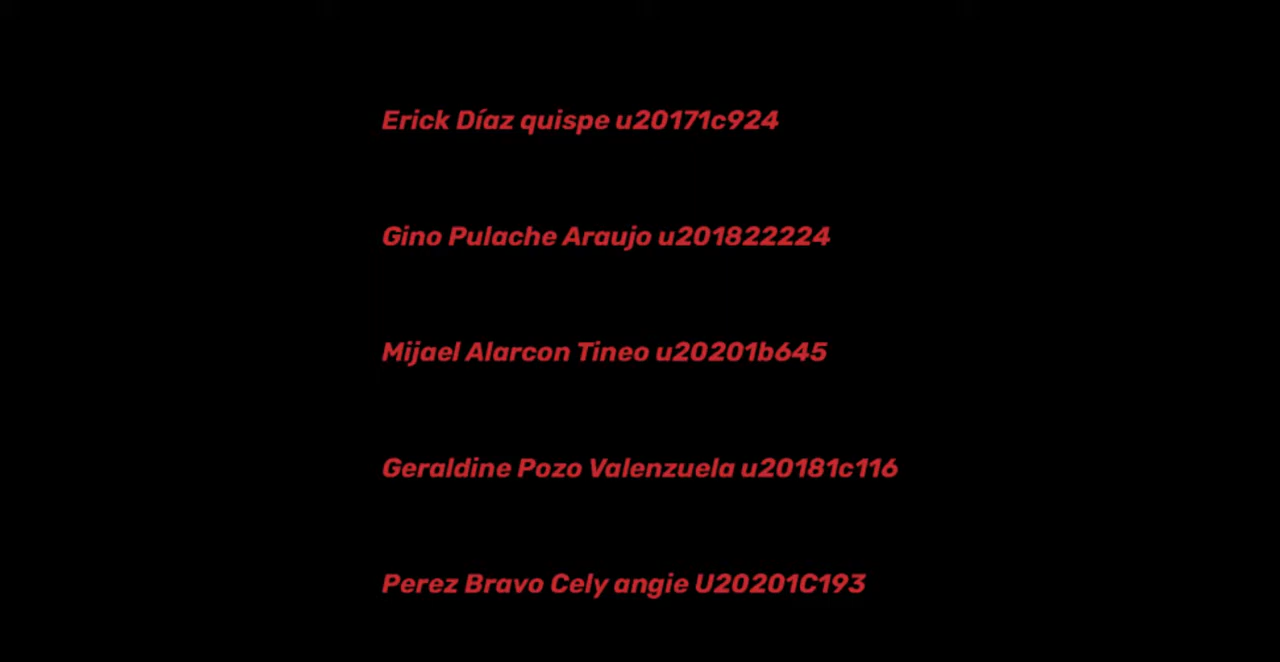 Erick Díaz quispe u20171c924
Gino Pulache Araujo u201822224
Mijael Alarcon Tineo u20201b645
Geraldine Pozo Valenzuela u20181c116
Perez Bravo Cely angie U20201C193